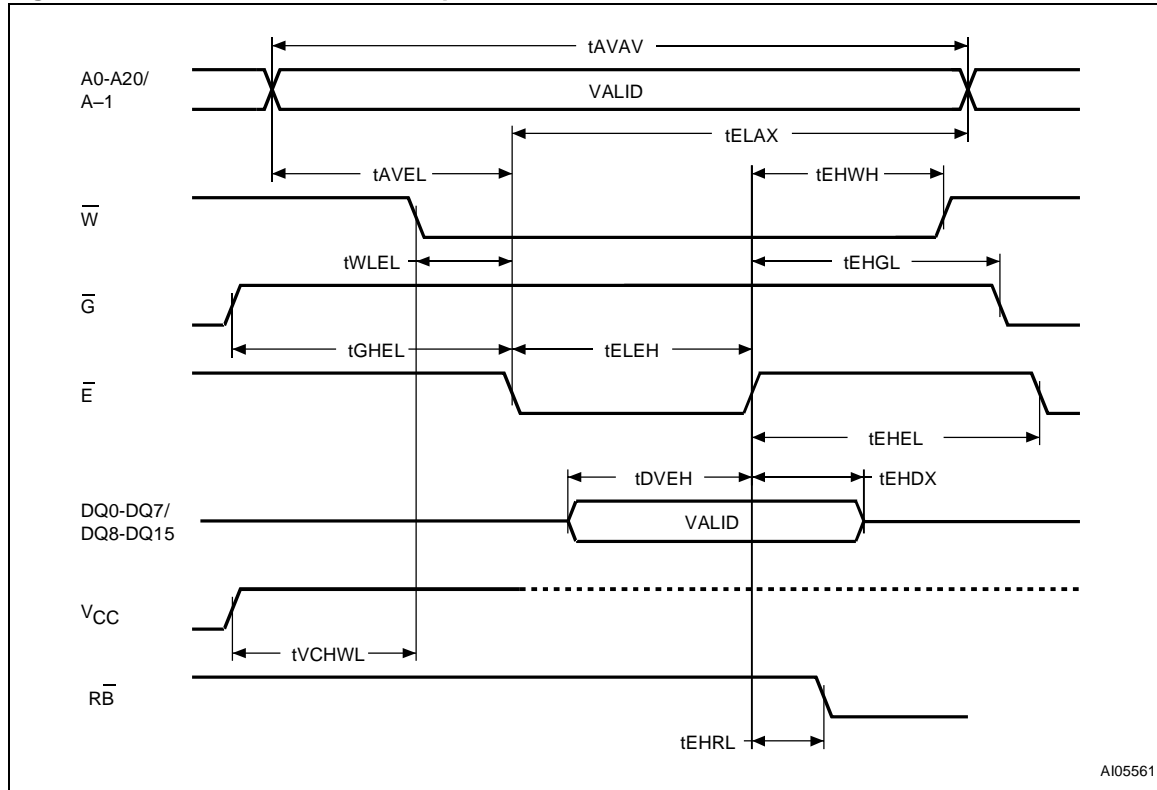 tAVAV
A0-A20/
A–1
VALID
tELAX
tAVEL
tEHWH
W̅
tWLEL
tEHGL
G̅
tGHEL
tELEH
E̅
tEHEL
tDVEH
tEHDX
DQ0-DQ7/
DQ8-DQ15
VALID
VCC
tVCHWL
RB̅
tEHRL
AI05561